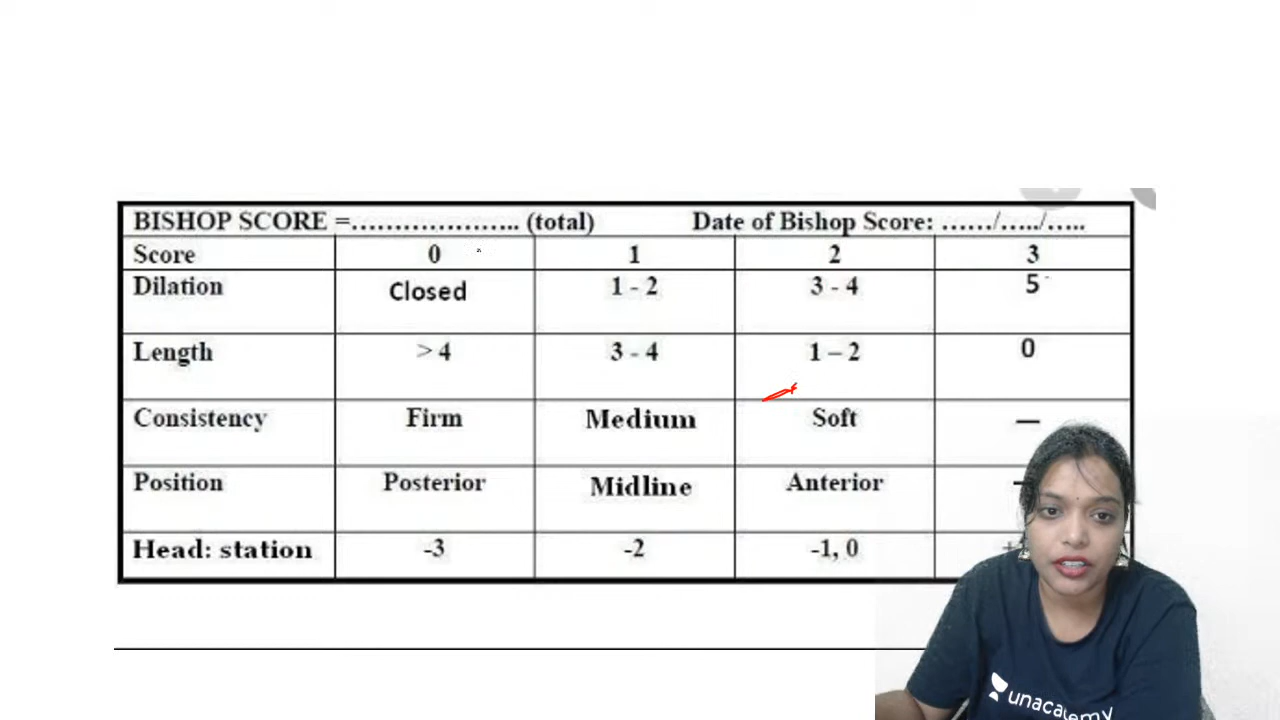 BISHOP SCORE =.................... (total) Date of Bishop Score: ....../...../.....
Score 0 1 2 3
Dilation Closed 1 - 2 3 - 4 5
Length > 4 3 - 4 1 – 2 0
Consistency Firm Medium Soft —
Position Posterior Midline Anterior
Head: station -3 -2 -1, 0
unacademy